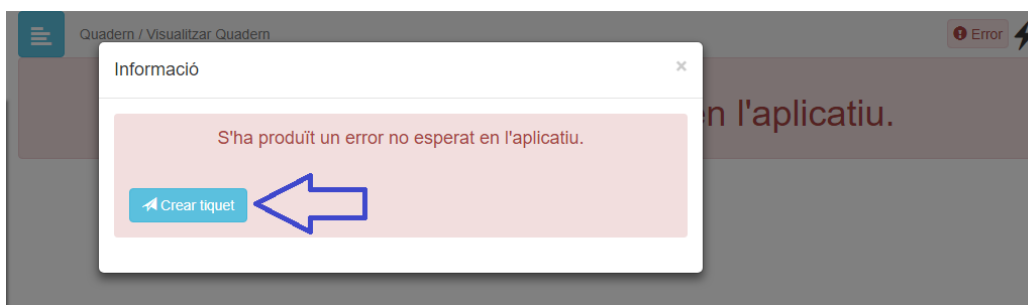 Quadern / Visualitzar Quadern
Error
Informació
×
n l'aplicatiu.
S'ha produït un error no esperat en l'aplicatiu.
Crear tiquet